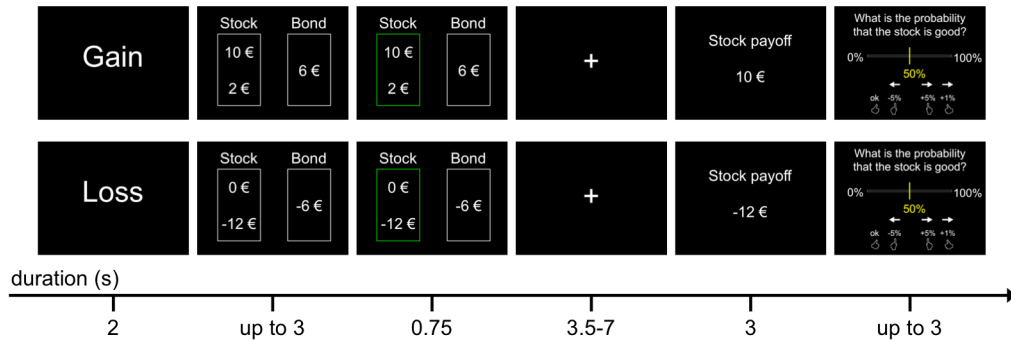 Gain
Stock Bond
10 €
6 €
2 €
Stock Bond
10 €
6 €
2 €
+
Stock payoff
10 €
What is the probability
that the stock is good?
0% 100%
50%
ok -5% +5% +1%
Loss
Stock Bond
0 €
-6 €
-12 €
Stock Bond
0 €
-6 €
-12 €
+
Stock payoff
-12 €
What is the probability
that the stock is good?
0% 100%
50%
ok -5% +5% +1%
duration (s)
2 up to 3 0.75 3.5-7 3 up to 3